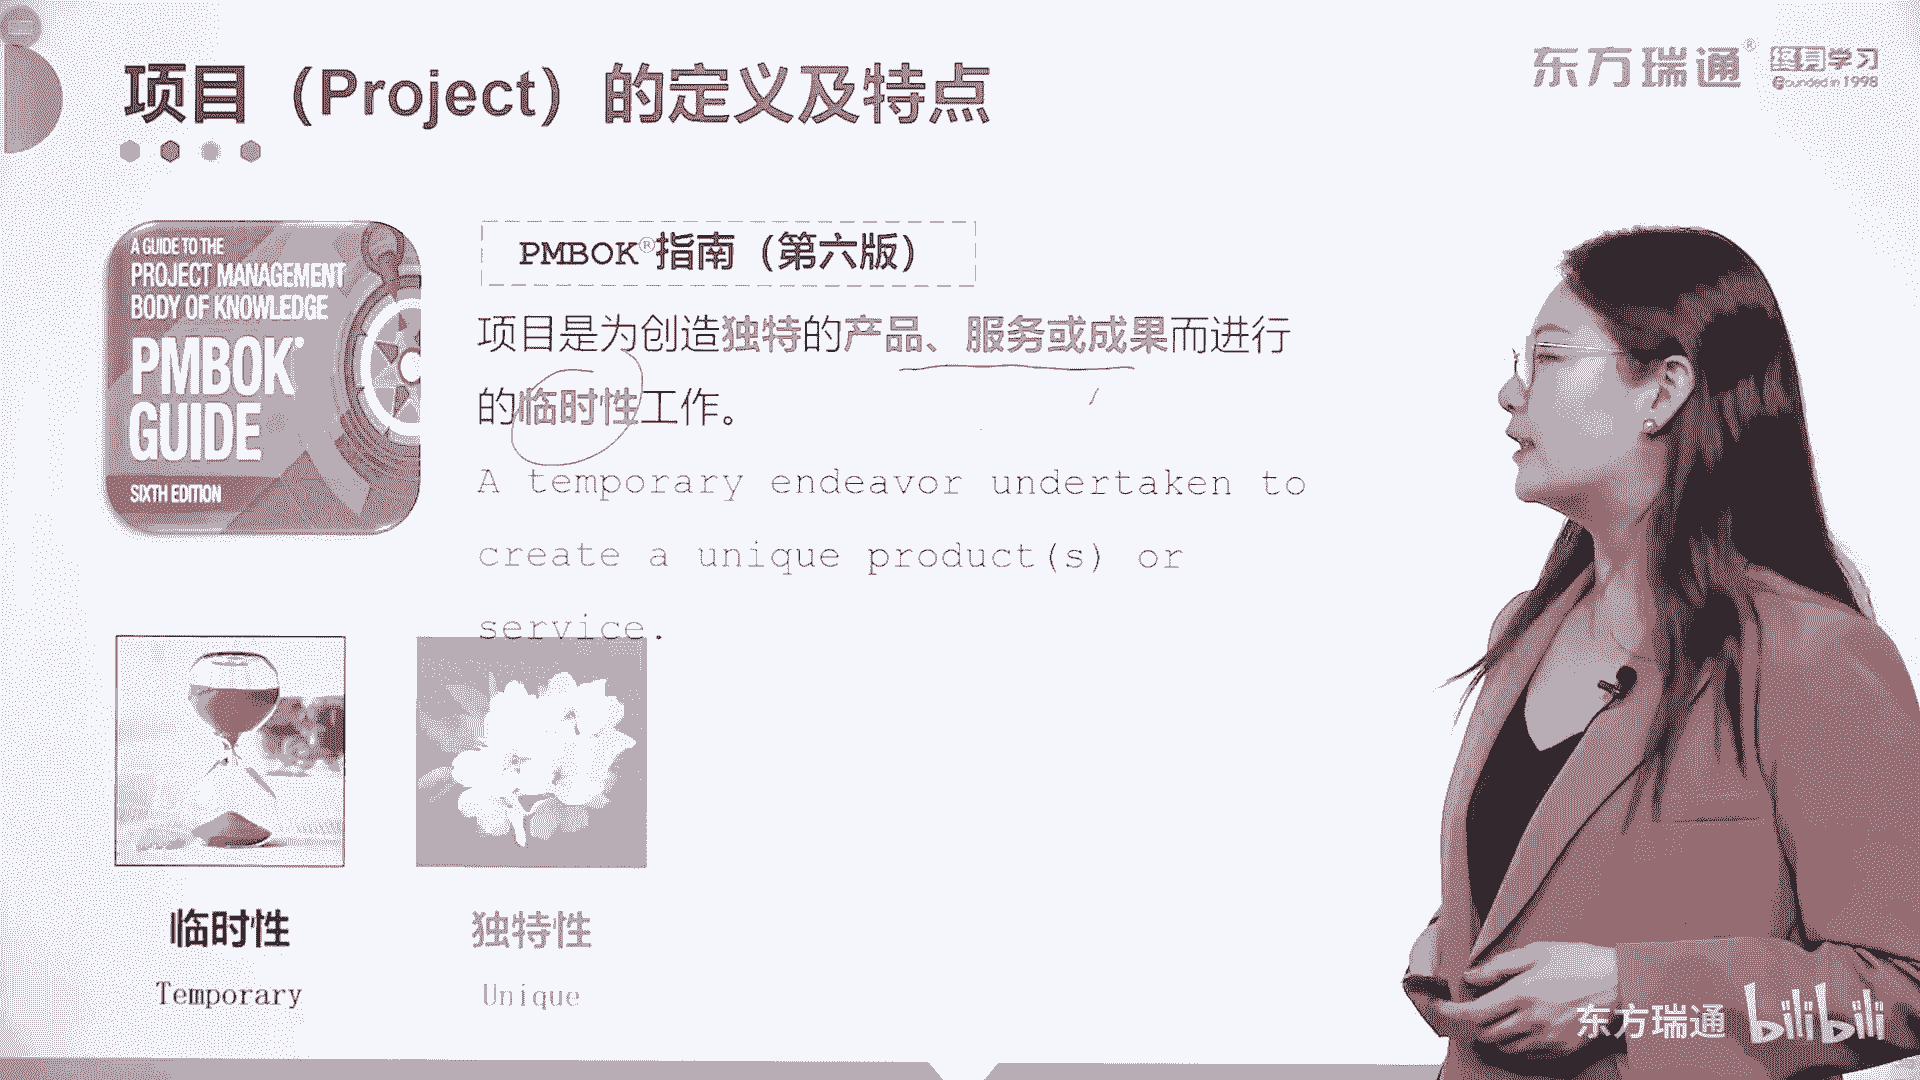 项目（Project）的定义及特点
东方瑞通® 终身学习
Founded in 1998
A GUIDE TO THE
PROJECT MANAGEMENT
BODY OF KNOWLEDGE
PMBOK®
GUIDE
SIXTH EDITION
PMBOK®指南（第六版）
项目是为创造独特的产品、服务或成果而进行
的临时性工作。
A temporary endeavor undertaken to
create a unique product(s) or
service.
临时性
Temporary
独特性
Unique
东方瑞通 bilibili